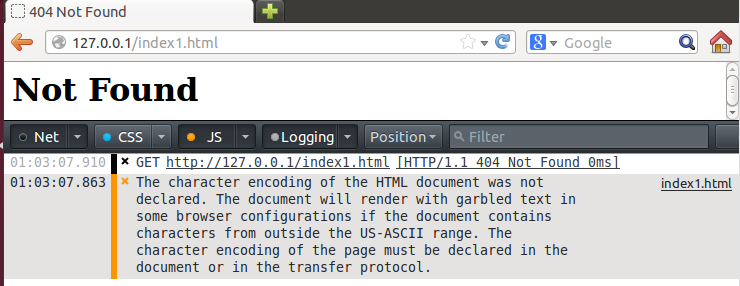 404 Not Found
127.0.0.1/index1.html
Google
Not Found
Net CSS JS Logging Position Filter
01:03:07.910 GET http://127.0.0.1/index1.html [HTTP/1.1 404 Not Found 0ms]
01:03:07.863 The character encoding of the HTML document was not index1.html
declared. The document will render with garbled text in
some browser configurations if the document contains
characters from outside the US-ASCII range. The
character encoding of the page must be declared in the
document or in the transfer protocol.